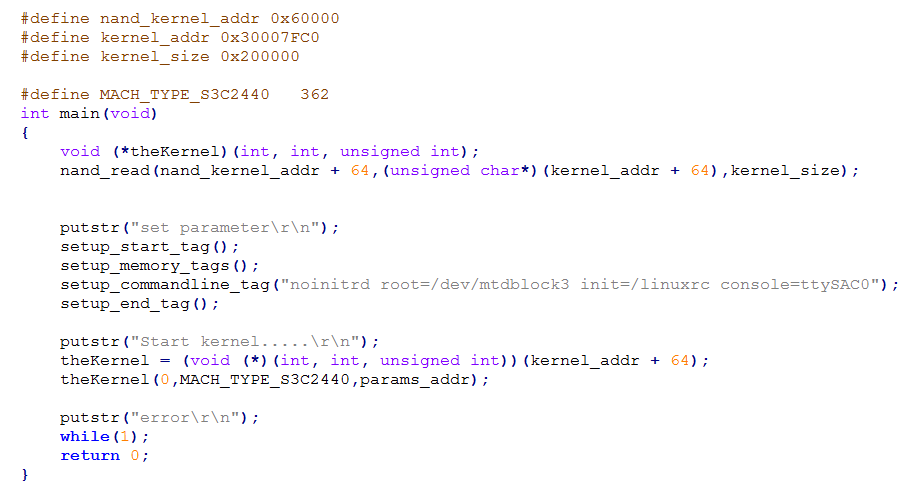 #define nand_kernel_addr 0x60000
#define kernel_addr 0x30007FC0
#define kernel_size 0x200000
#define MACH_TYPE_S3C2440   362
int main(void)
{
    void (*theKernel)(int, int, unsigned int);
    nand_read(nand_kernel_addr + 64,(unsigned char*)(kernel_addr + 64),kernel_size);
    putstr("set parameter\r\n");
    setup_start_tag();
    setup_memory_tags();
    setup_commandline_tag("noinitrd root=/dev/mtdblock3 init=/linuxrc console=ttySAC0");
    setup_end_tag();
    putstr("Start kernel.....\r\n");
    theKernel = (void (*)(int, int, unsigned int))(kernel_addr + 64);
    theKernel(0,MACH_TYPE_S3C2440,params_addr);
    putstr("error\r\n");
    while(1);
    return 0;
}